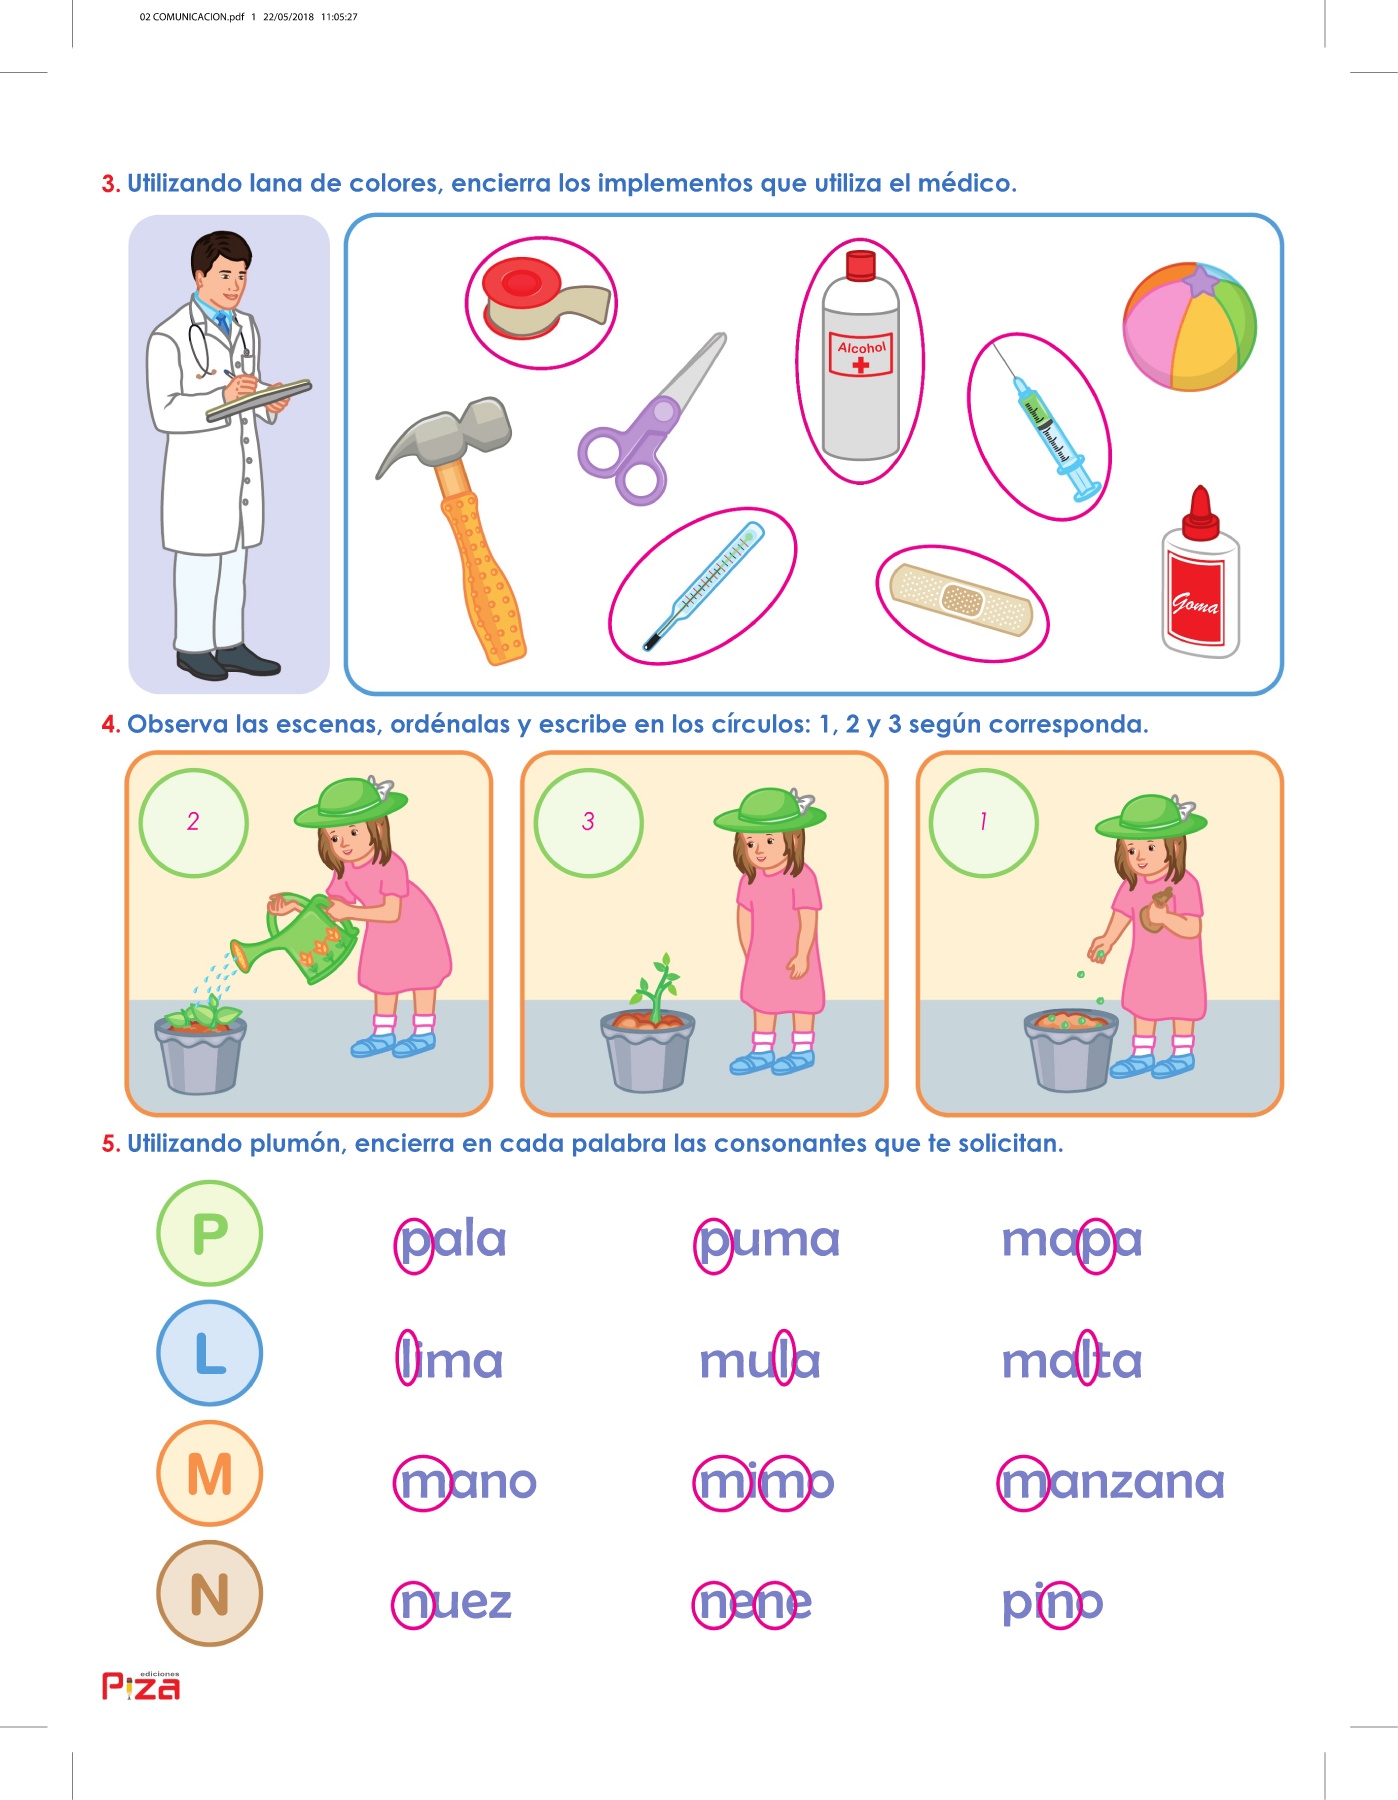 02 COMUNICACION.pdf 1 22/05/2018 11:05:27
3. Utilizando lana de colores, encierra los implementos que utiliza el médico.
Alcohol
Goma
4. Observa las escenas, ordénalas y escribe en los círculos: 1, 2 y 3 según corresponda.
2 3 1
5. Utilizando plumón, encierra en cada palabra las consonantes que te solicitan.
P pala puma mapa
L lima mula malta
M mano mimo manzana
N nuez nene pino
ediciones
Piza